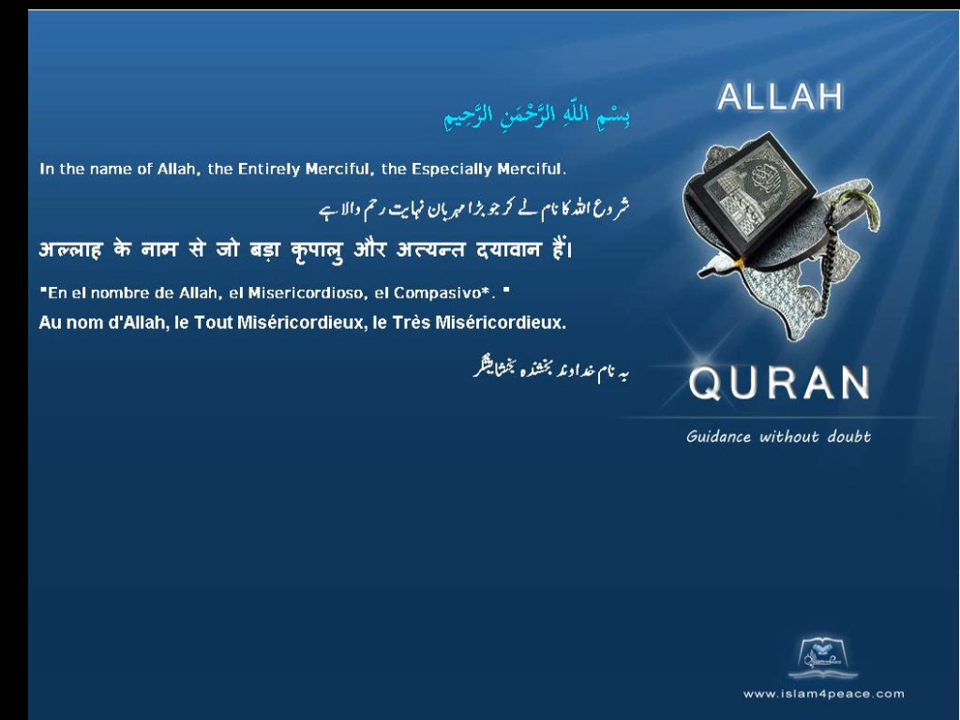 ALLAH
بِسْمِ اللَّهِ الرَّحْمَنِ الرَّحِيمِ
In the name of Allah, the Entirely Merciful, the Especially Merciful.
شروع اللہ کا نام لے کر جو بڑا مہربان نہایت رحم والا ہے
अल्लाह के नाम से जो बड़ा कृपालु और अत्यन्त दयावान हैं।
"En el nombre de Allah, el Misericordioso, el Compasivo*. "
Au nom d'Allah, le Tout Miséricordieux, le Très Miséricordieux.
به نام خداوند بخشنده بخشایشگر
QURAN
Guidance without doubt
www.islam4peace.com